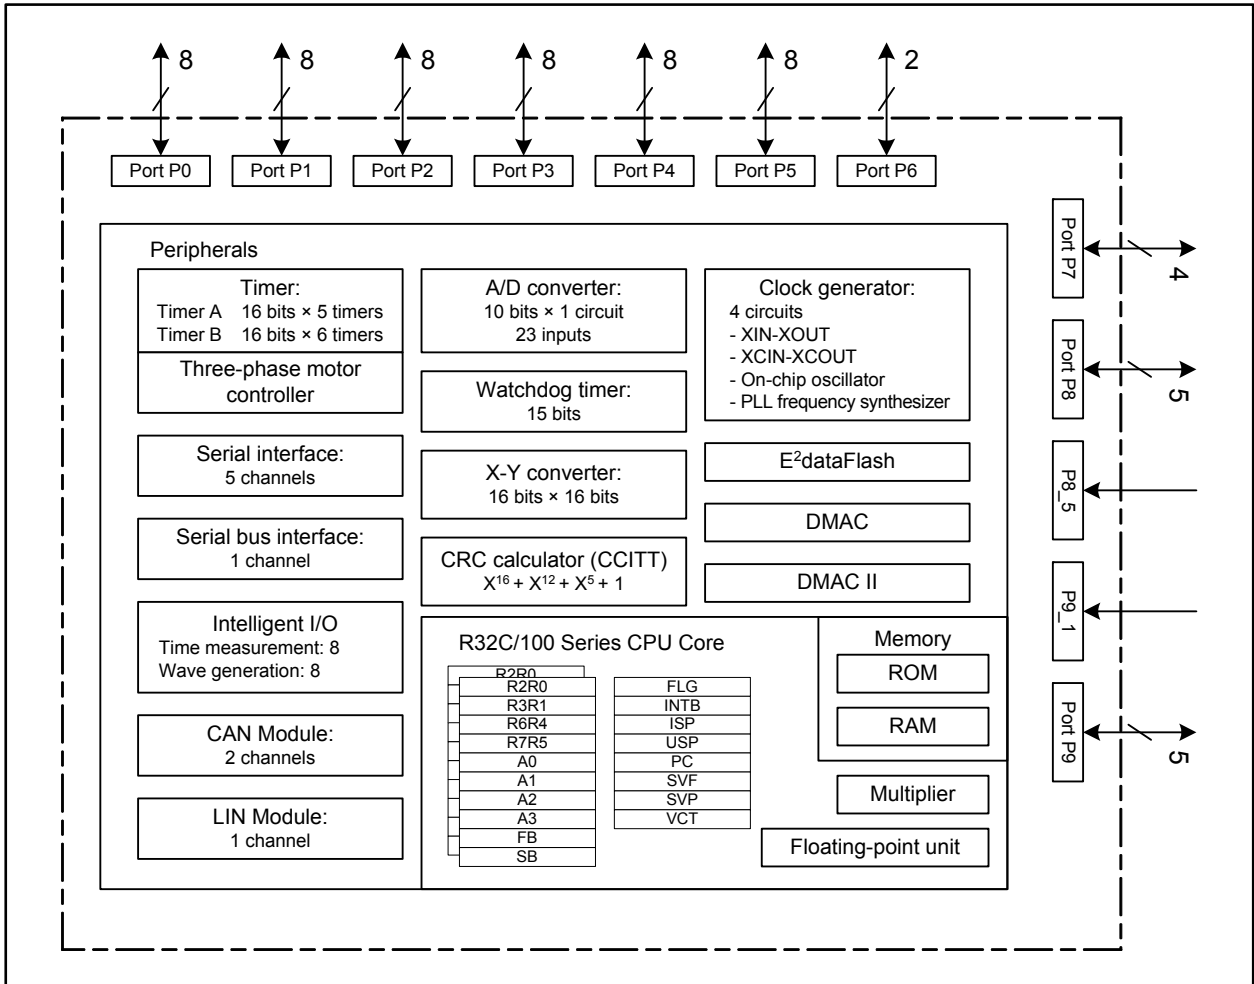 8
8
8
8
8
8
2
Port P0
Port P1
Port P2
Port P3
Port P4
Port P5
Port P6
Port P7
4
Port P8
5
P8_5
P9_1
Port P9
5
Peripherals
Timer:
Timer A 16 bits × 5 timers
Timer B 16 bits × 6 timers
Three-phase motor
controller
Serial interface:
5 channels
Serial bus interface:
1 channel
Intelligent I/O
Time measurement: 8
Wave generation: 8
CAN Module:
2 channels
LIN Module:
1 channel
A/D converter:
10 bits × 1 circuit
23 inputs
Watchdog timer:
15 bits
X-Y converter:
16 bits × 16 bits
CRC calculator (CCITT)
X¹⁶ + X¹² + X⁵ + 1
Clock generator:
4 circuits
- XIN-XOUT
- XCIN-XCOUT
- On-chip oscillator
- PLL frequency synthesizer
E²dataFlash
DMAC
DMAC II
R32C/100 Series CPU Core
R2R0
R2R0
R3R1
R6R4
R7R5
A0
A1
A2
A3
FB
SB
FLG
INTB
ISP
USP
PC
SVF
SVP
VCT
Memory
ROM
RAM
Multiplier
Floating-point unit